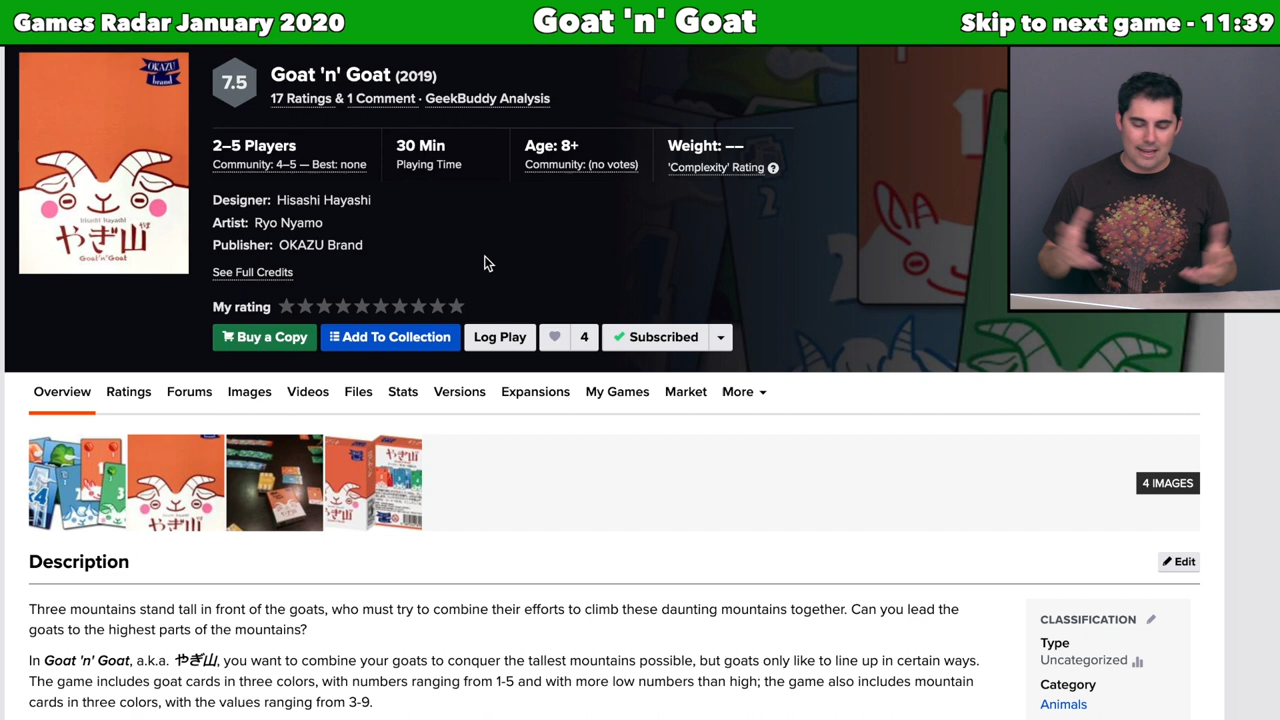 Games Radar January 2020
Goat 'n' Goat
Skip to next game - 11:39
OKAZU
brand
Hisashi Hayashi
やぎ山
やま
Goat'n'Goat
7.5
Goat 'n' Goat (2019)
17 Ratings & 1 Comment · GeekBuddy Analysis
2–5 Players
Community: 4–5 — Best: none
30 Min
Playing Time
Age: 8+
Community: (no votes)
Weight: --
'Complexity' Rating
Designer: Hisashi Hayashi
Artist: Ryo Nyamo
Publisher: OKAZU Brand
See Full Credits
My rating
Buy a Copy
Add To Collection
Log Play
4
Subscribed
Overview
Ratings
Forums
Images
Videos
Files
Stats
Versions
Expansions
My Games
Market
More
4 IMAGES
Description
Edit
Three mountains stand tall in front of the goats, who must try to combine their efforts to climb these daunting mountains together. Can you lead the
goats to the highest parts of the mountains?
In Goat 'n' Goat, a.k.a. やぎ山, you want to combine your goats to conquer the tallest mountains possible, but goats only like to line up in certain ways.
The game includes goat cards in three colors, with numbers ranging from 1-5 and with more low numbers than high; the game also includes mountain
cards in three colors, with the values ranging from 3-9.
CLASSIFICATION
Type
Uncategorized
Category
Animals